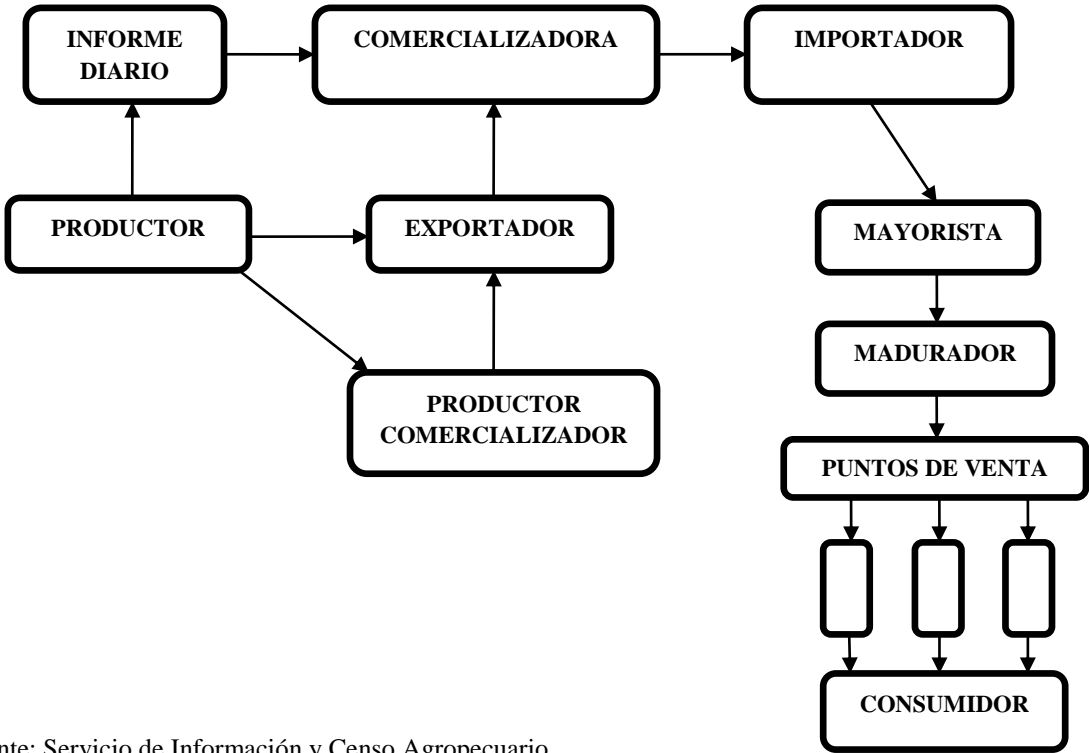 INFORME
DIARIO
COMERCIALIZADORA
IMPORTADOR
PRODUCTOR
EXPORTADOR
MAYORISTA
MADURADOR
PRODUCTOR
COMERCIALIZADOR
PUNTOS DE VENTA
CONSUMIDOR
nte: Servicio de Información y Censo Agropecuario